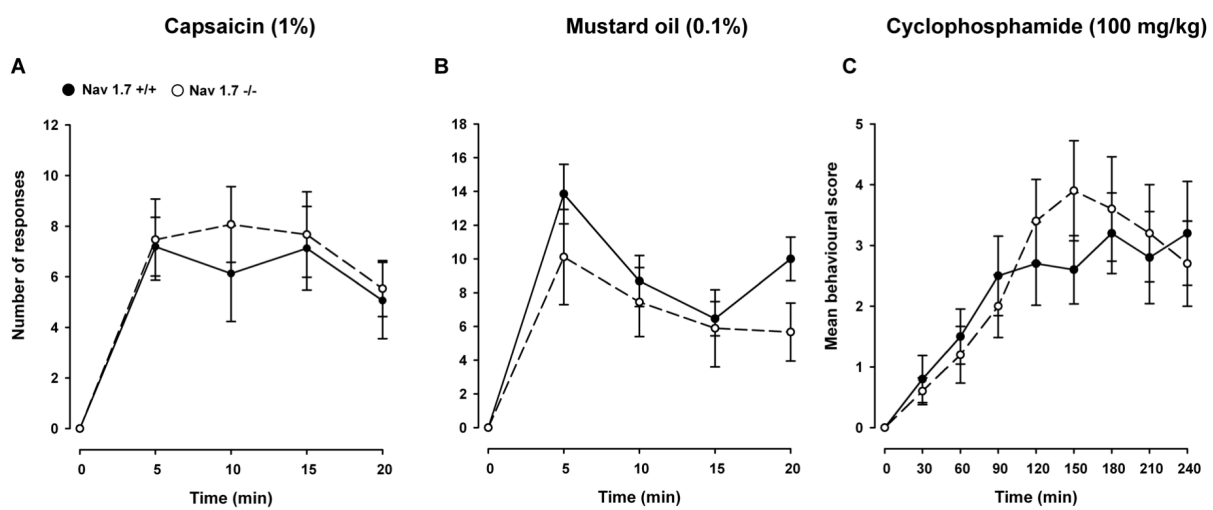 Capsaicin (1%)
Mustard oil (0.1%)
Cyclophosphamide (100 mg/kg)
A
B
C
Nav 1.7 +/+
Nav 1.7 -/-
Number of responses
12
10
8
6
4
2
0
0 5 10 15 20
Time (min)
18
16
14
12
10
8
6
4
2
0
0 5 10 15 20
Time (min)
Mean behavioural score
5
4
3
2
1
0
0 30 60 90 120 150 180 210 240
Time (min)